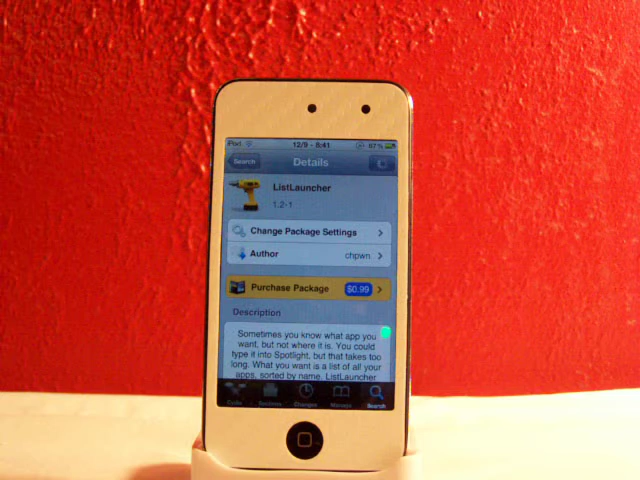 iPod 12/9 - 8:41 97%
Search Details
ListLauncher
1.2-1
Change Package Settings
Author chpwn
Purchase Package $0.99
Description
Sometimes you know what app you
want, but not where it is. You could
type it into Spotlight, but that takes too
long. What you want is a list of all your
apps, sorted by name. ListLauncher
Cydia Sections Changes Manage Search